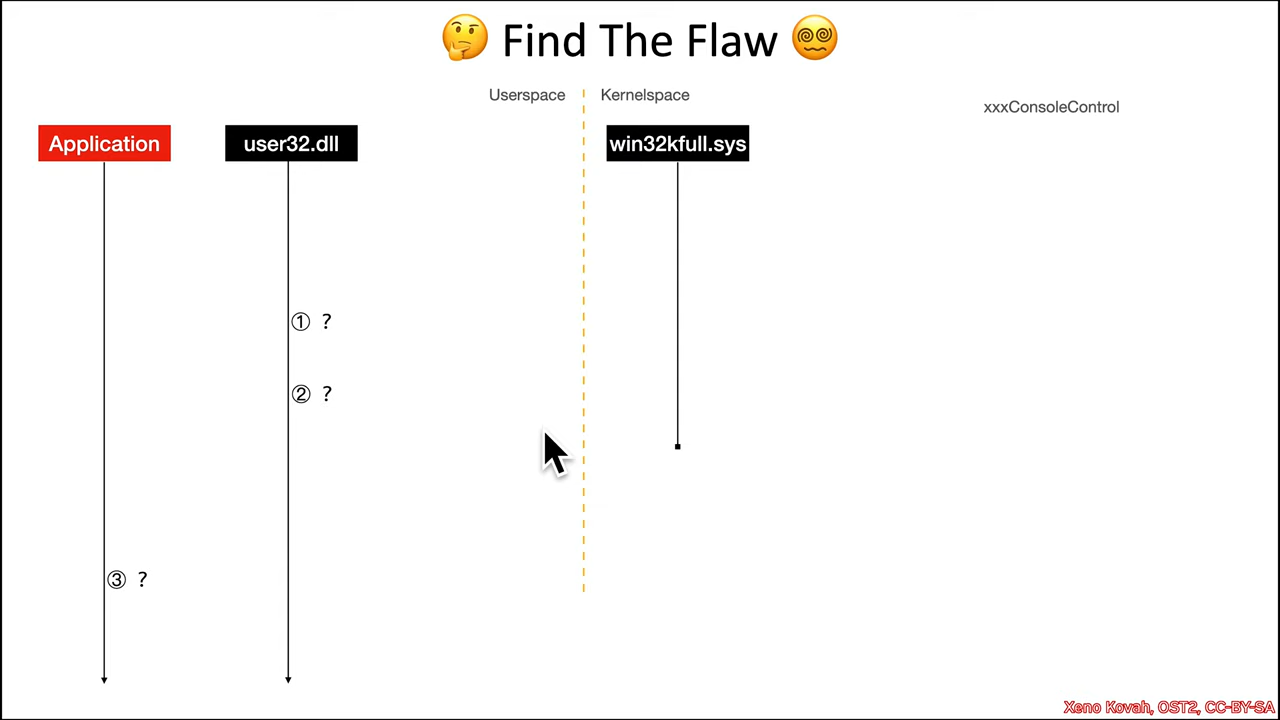 🤔 Find The Flaw 😵‍💫
Userspace
Kernelspace
xxxConsoleControl
Application
user32.dll
win32kfull.sys
① ?
② ?
③ ?
Xeno Kovah, OST2, CC-BY-SA